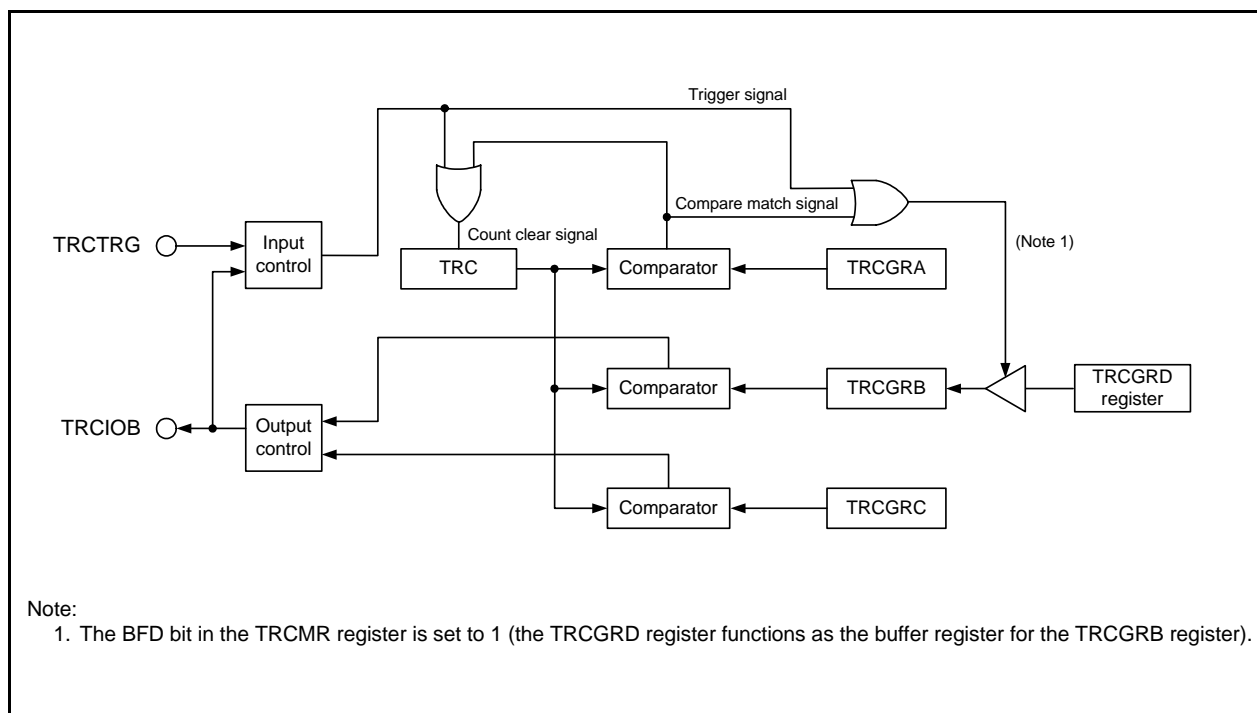 Trigger signal
Compare match signal
Count clear signal
(Note 1)
TRCTRG
Input
control
TRC
Comparator
TRCGRA
Comparator
TRCGRB
TRCGRD
register
TRCIOB
Output
control
Comparator
TRCGRC
Note:
1. The BFD bit in the TRCMR register is set to 1 (the TRCGRD register functions as the buffer register for the TRCGRB register).